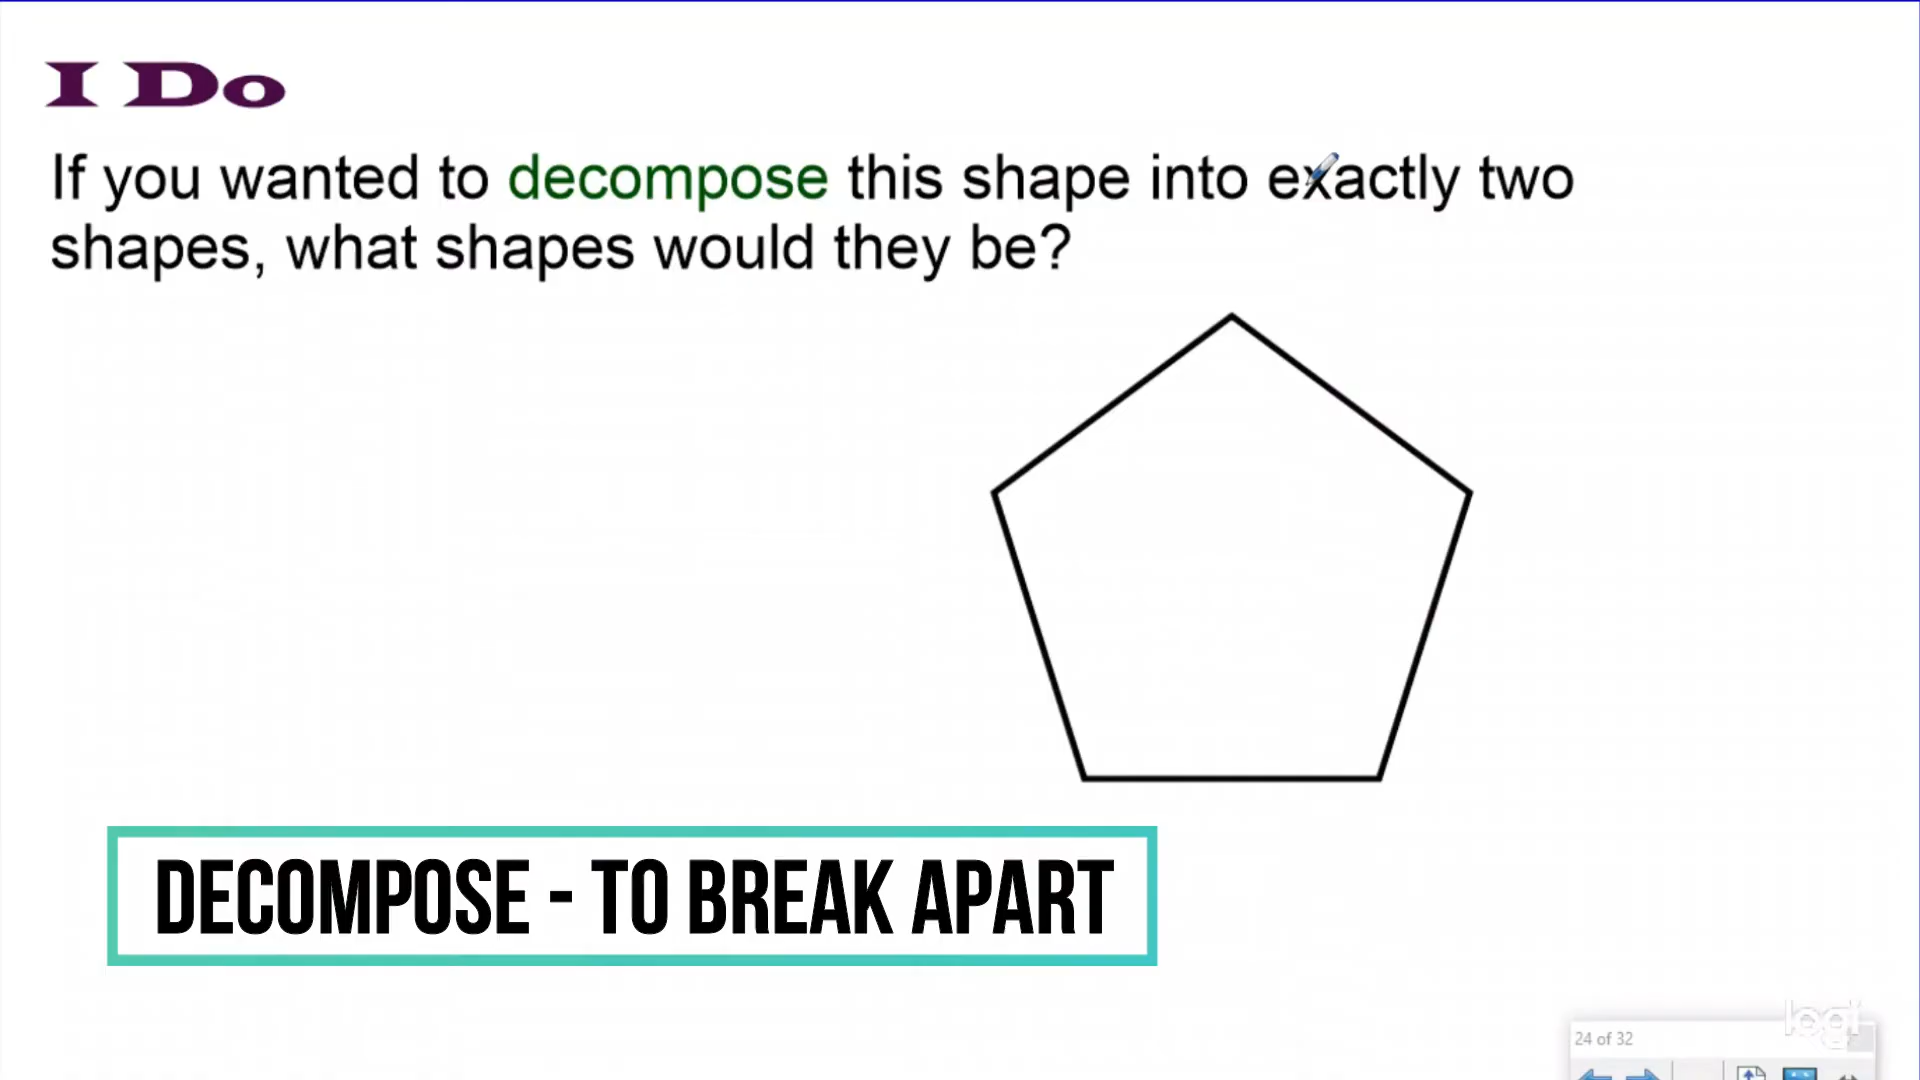 I Do
If you wanted to decompose this shape into exactly two
shapes, what shapes would they be?
DECOMPOSE - TO BREAK APART
logi
24 of 32